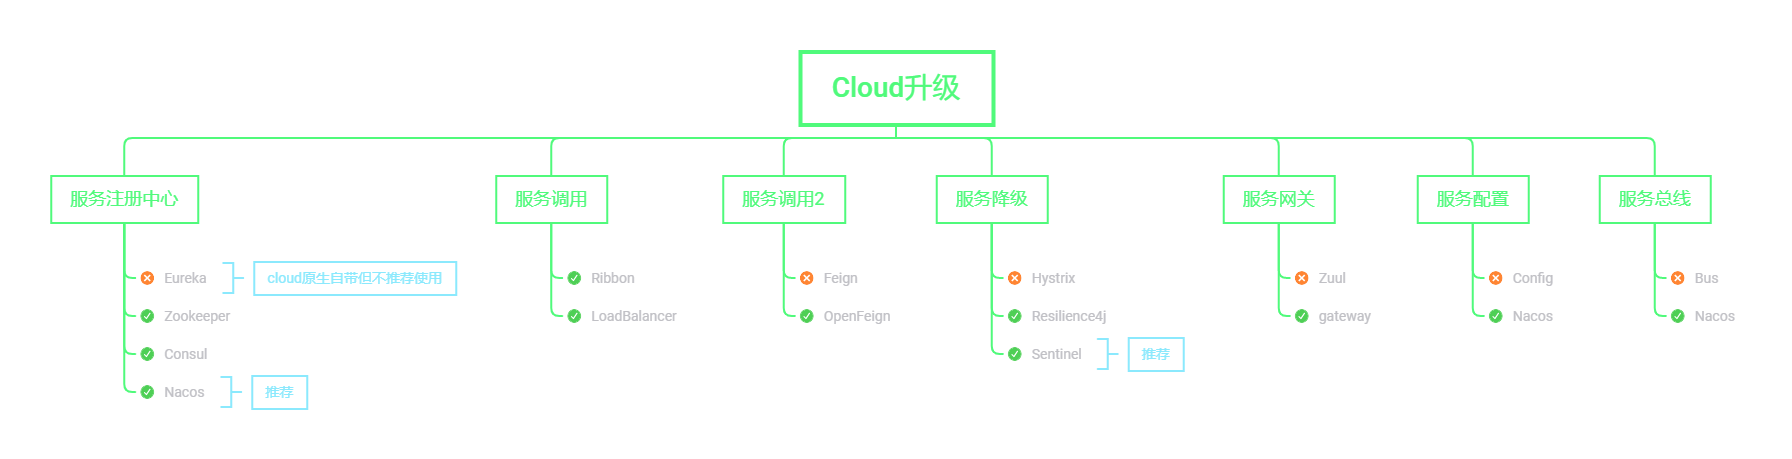 Cloud升级
服务注册中心
Eureka
cloud原生自带但不推荐使用
Zookeeper
Consul
Nacos
推荐
服务调用
Ribbon
LoadBalancer
服务调用2
Feign
OpenFeign
服务降级
Hystrix
Resilience4j
Sentinel
推荐
服务网关
Zuul
gateway
服务配置
Config
Nacos
服务总线
Bus
Nacos